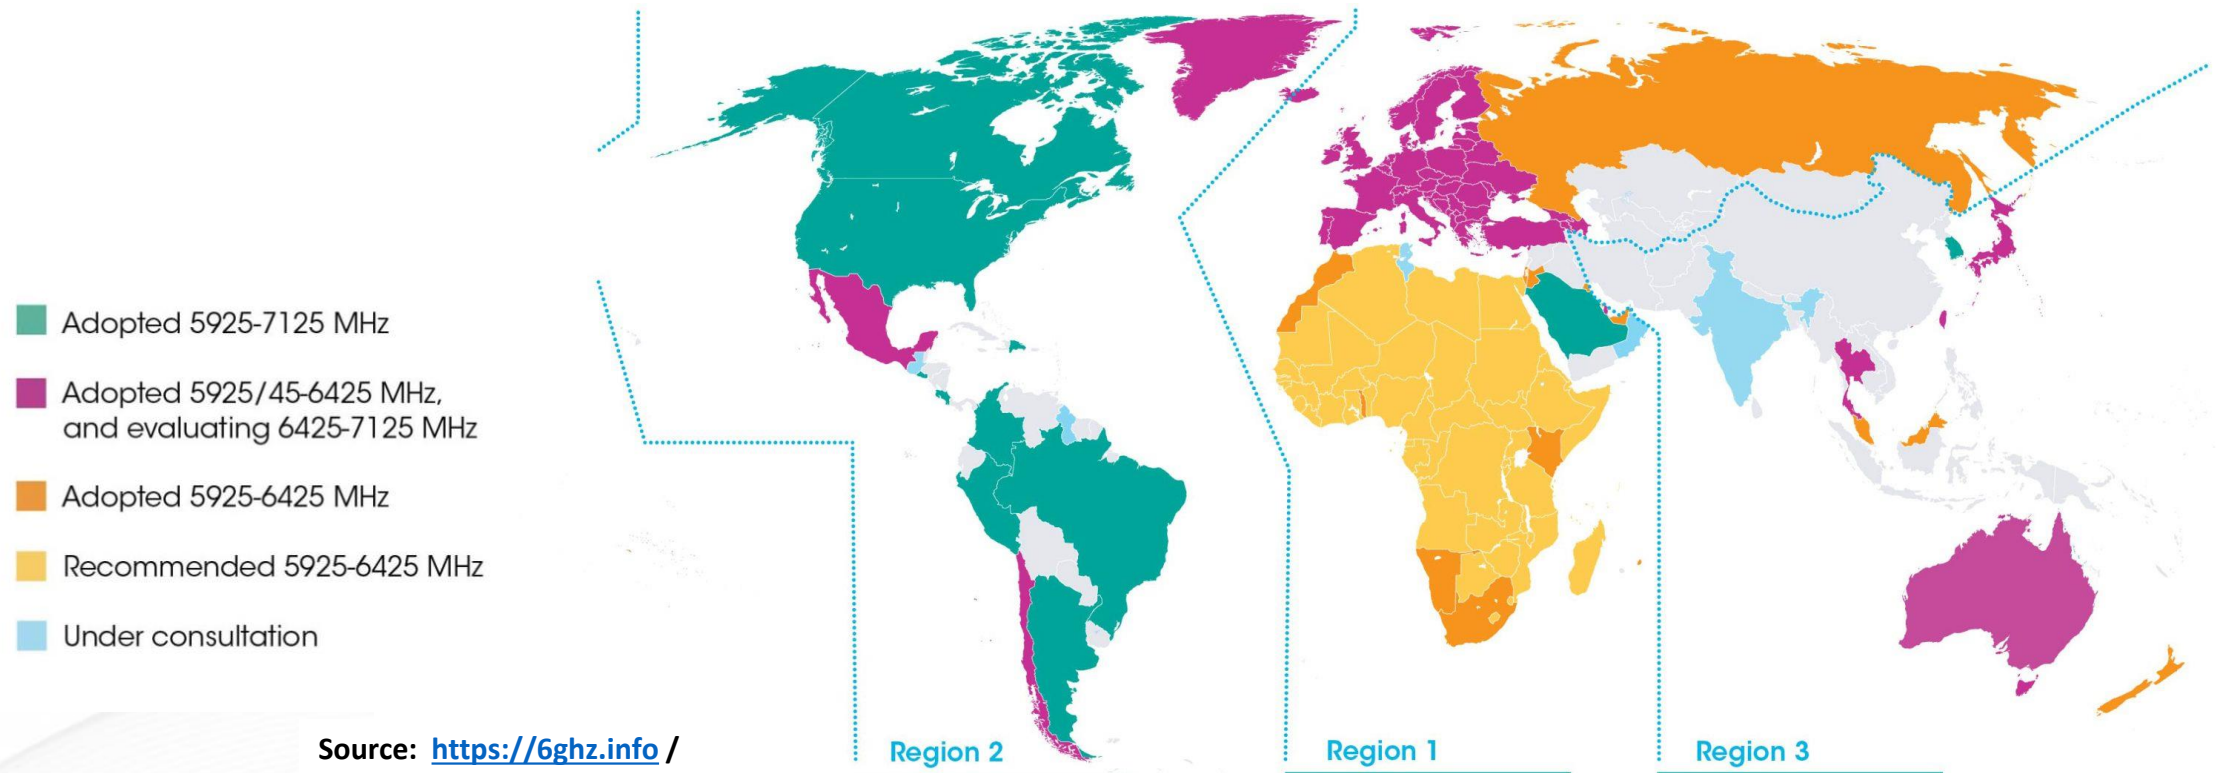 Adopted 5925-7125 MHz
Adopted 5925/45-6425 MHz,
and evaluating 6425-7125 MHz
Adopted 5925-6425 MHz
Recommended 5925-6425 MHz
Under consultation
Source: https://6ghz.info /
Region 2
Region 1
Region 3